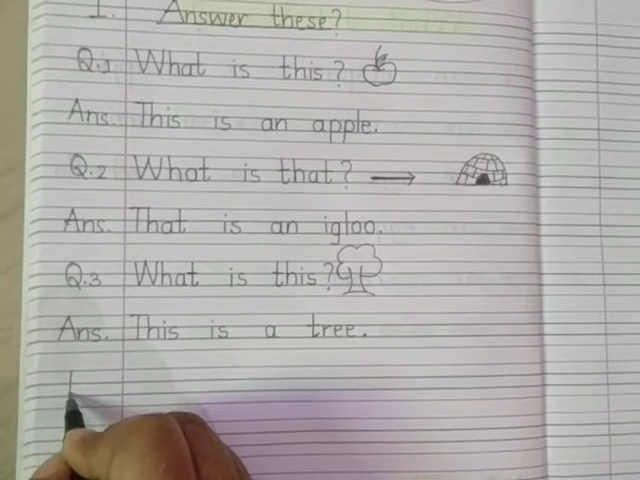 I. Answer these?
Q.1 What is this?
Ans. This is an apple.
Q.2 What is that?
Ans. That is an igloo.
Q.3 What is this?
Ans. This is a tree.